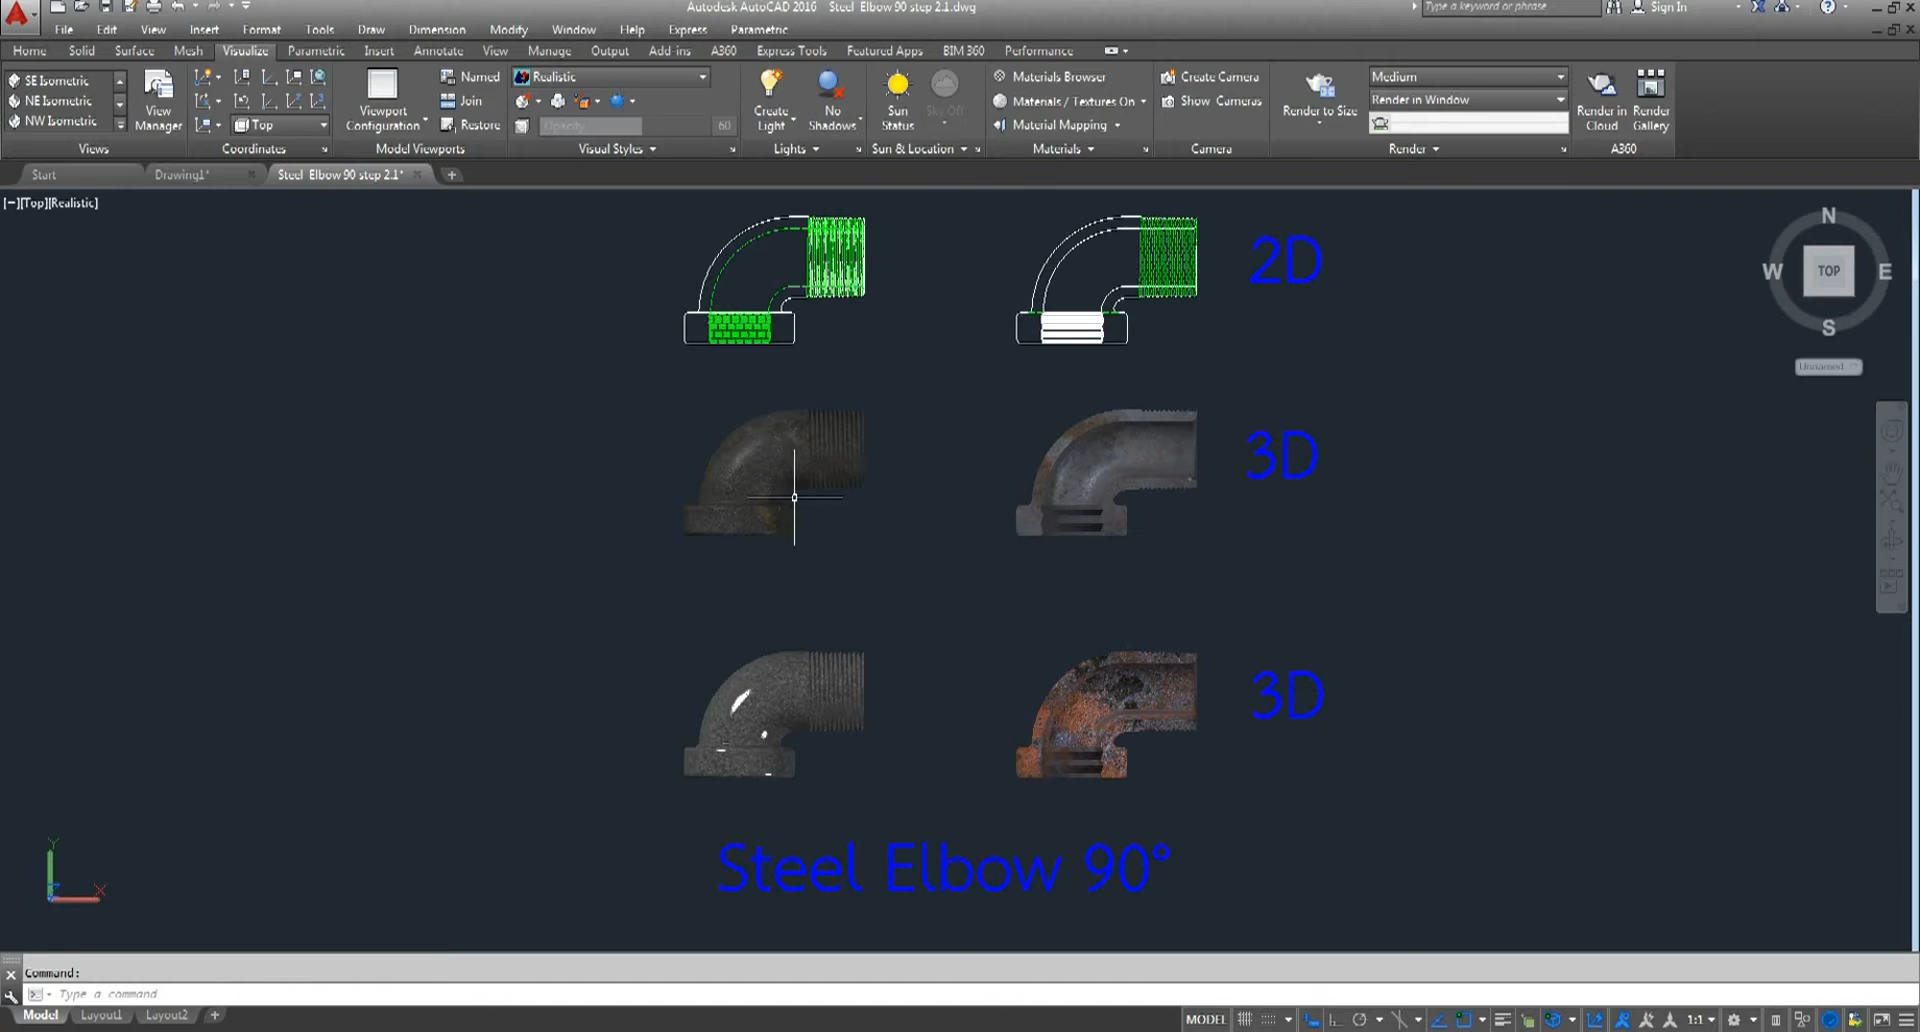 Autodesk AutoCAD 2016 Steel Elbow 90 step 2.1.dwg
Type a keyword or phrase
Sign In
File Edit View Insert Format Tools Draw Dimension Modify Window Help Express Parametric
Home Solid Surface Mesh Visualize Parametric Insert Annotate View Manage Output Add-ins A360 Express Tools Featured Apps BIM 360 Performance
SE Isometric
NE Isometric
NW Isometric
View
Manager
Top
Viewport
Configuration
Named
Join
Restore
Realistic
Opacity 60
Create
Light
No
Shadows
Sun
Status
Sky Off
Materials Browser
Materials / Textures On
Material Mapping
Create Camera
Show Cameras
Render to Size
Medium
Render in Window
Render in
Cloud
Render
Gallery
Views Coordinates Model Viewports Visual Styles Lights Sun & Location Materials Camera Render A360
Start Drawing1* Steel Elbow 90 step 2.1* +
[−][Top][Realistic]
N
W TOP E
S
Unnamed
2D
3D
3D
Steel Elbow 90°
Y
Z X
Command:
Type a command
Model Layout1 Layout2 +
MODEL 1:1